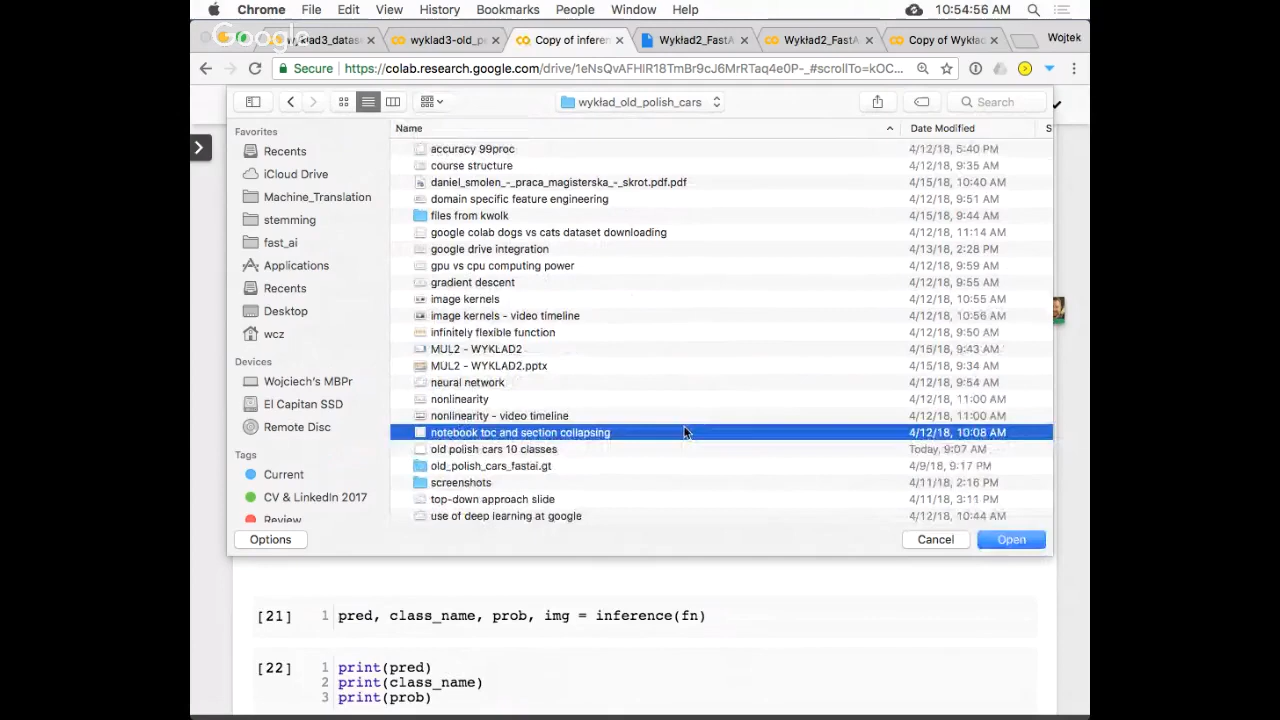 Chrome File Edit View History Bookmarks People Window Help 10:54:56 AM
Google
wyklad3-old_p
Copy of inferen
Wykład2_FastA
Wykład2_FastA
Copy of Wykład
Wojtek
Secure https://colab.research.google.com/drive/1eNsQvAFHIR18TmBr9cJ6MrRTaq4e0P-_#scrollTo=kOC...
wykład_old_polish_cars
Search
Favorites
Recents
iCloud Drive
Machine_Translation
stemming
fast_ai
Applications
Recents
Desktop
wcz
Devices
Wojciech's MBPr
El Capitan SSD
Remote Disc
Tags
Current
CV & LinkedIn 2017
Review
Name Date Modified S
accuracy 99proc 4/12/18, 5:40 PM
course structure 4/12/18, 9:35 AM
daniel_smolen_-_praca_magisterska_-_skrot.pdf.pdf 4/15/18, 10:40 AM
domain specific feature engineering 4/12/18, 9:51 AM
files from kwolk 4/15/18, 9:44 AM
google colab dogs vs cats dataset downloading 4/12/18, 11:14 AM
google drive integration 4/13/18, 2:28 PM
gpu vs cpu computing power 4/12/18, 9:59 AM
gradient descent 4/12/18, 9:55 AM
image kernels 4/12/18, 10:55 AM
image kernels - video timeline 4/12/18, 10:56 AM
infinitely flexible function 4/12/18, 9:50 AM
MUL2 - WYKLAD2 4/15/18, 9:43 AM
MUL2 - WYKLAD2.pptx 4/15/18, 9:34 AM
neural network 4/12/18, 9:54 AM
nonlinearity 4/12/18, 11:00 AM
nonlinearity - video timeline 4/12/18, 11:00 AM
notebook toc and section collapsing 4/12/18, 10:08 AM
old polish cars 10 classes Today, 9:07 AM
old_polish_cars_fastai.gt 4/9/18, 9:17 PM
screenshots 4/11/18, 2:16 PM
top-down approach slide 4/11/18, 3:11 PM
use of deep learning at google 4/12/18, 10:44 AM
Options Cancel Open
[21] 1 pred, class_name, prob, img = inference(fn)
[22] 1 print(pred)
2 print(class_name)
3 print(prob)